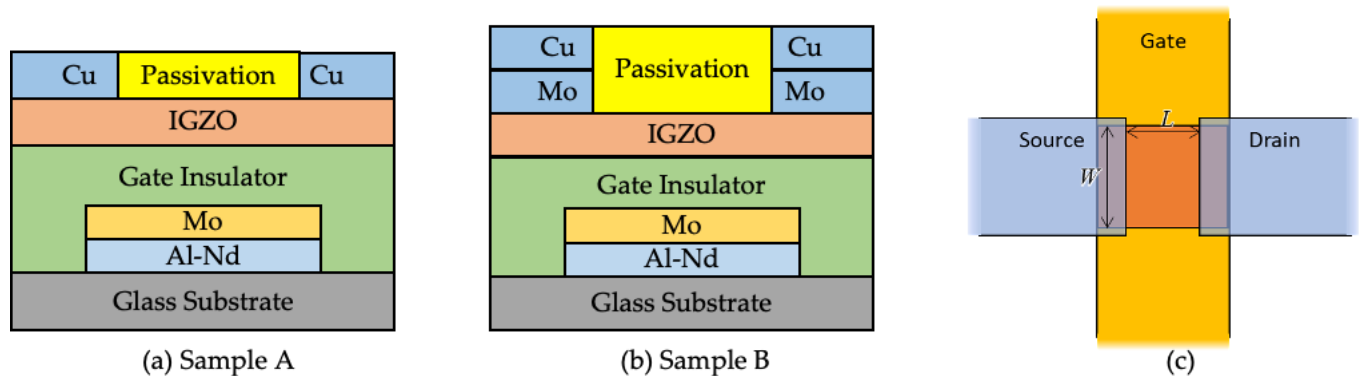 Cu Passivation Cu
IGZO
Gate Insulator
Mo
Al-Nd
Glass Substrate
(a) Sample A
Cu Passivation Cu
Mo Mo
IGZO
Gate Insulator
Mo
Al-Nd
Glass Substrate
(b) Sample B
Gate
L
Source Drain
W
(c)